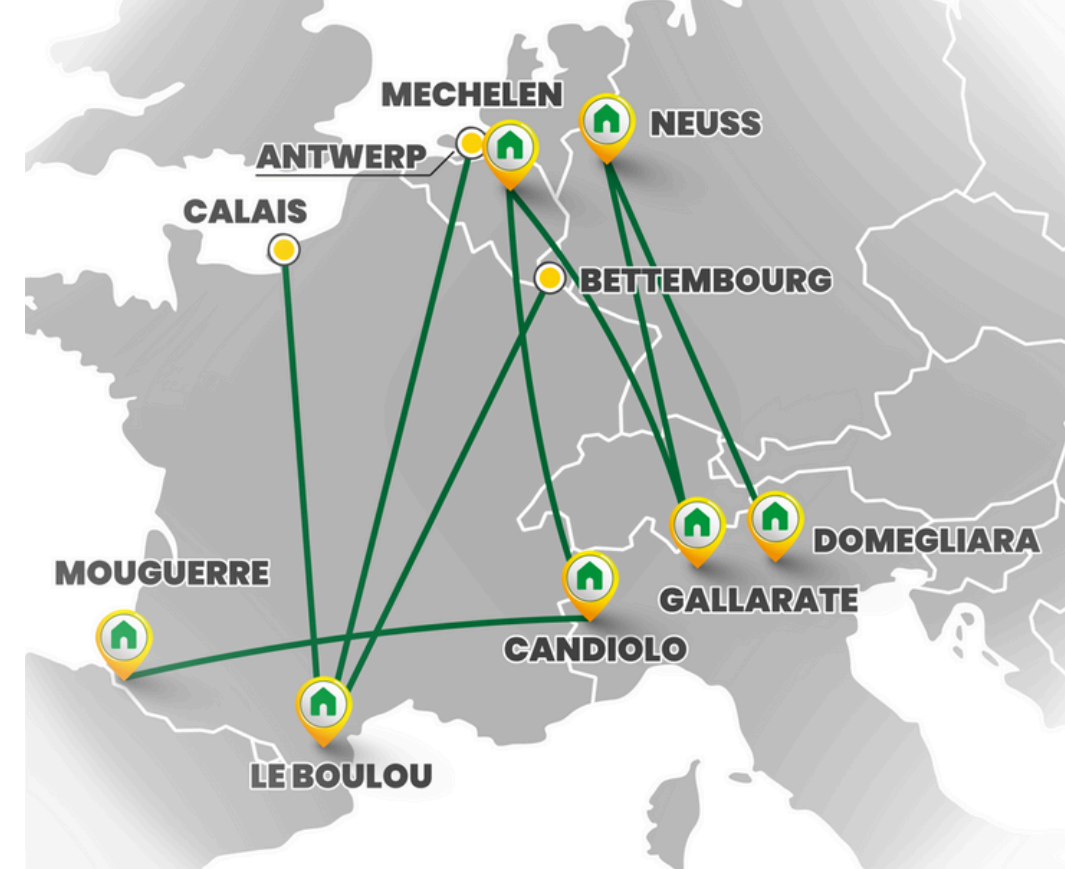 MECHELEN
NEUSS
ANTWERP
CALAIS
BETTEMBOURG
DOMEGLIARA
MOUGUERRE
GALLARATE
CANDIOLO
LE BOULOU